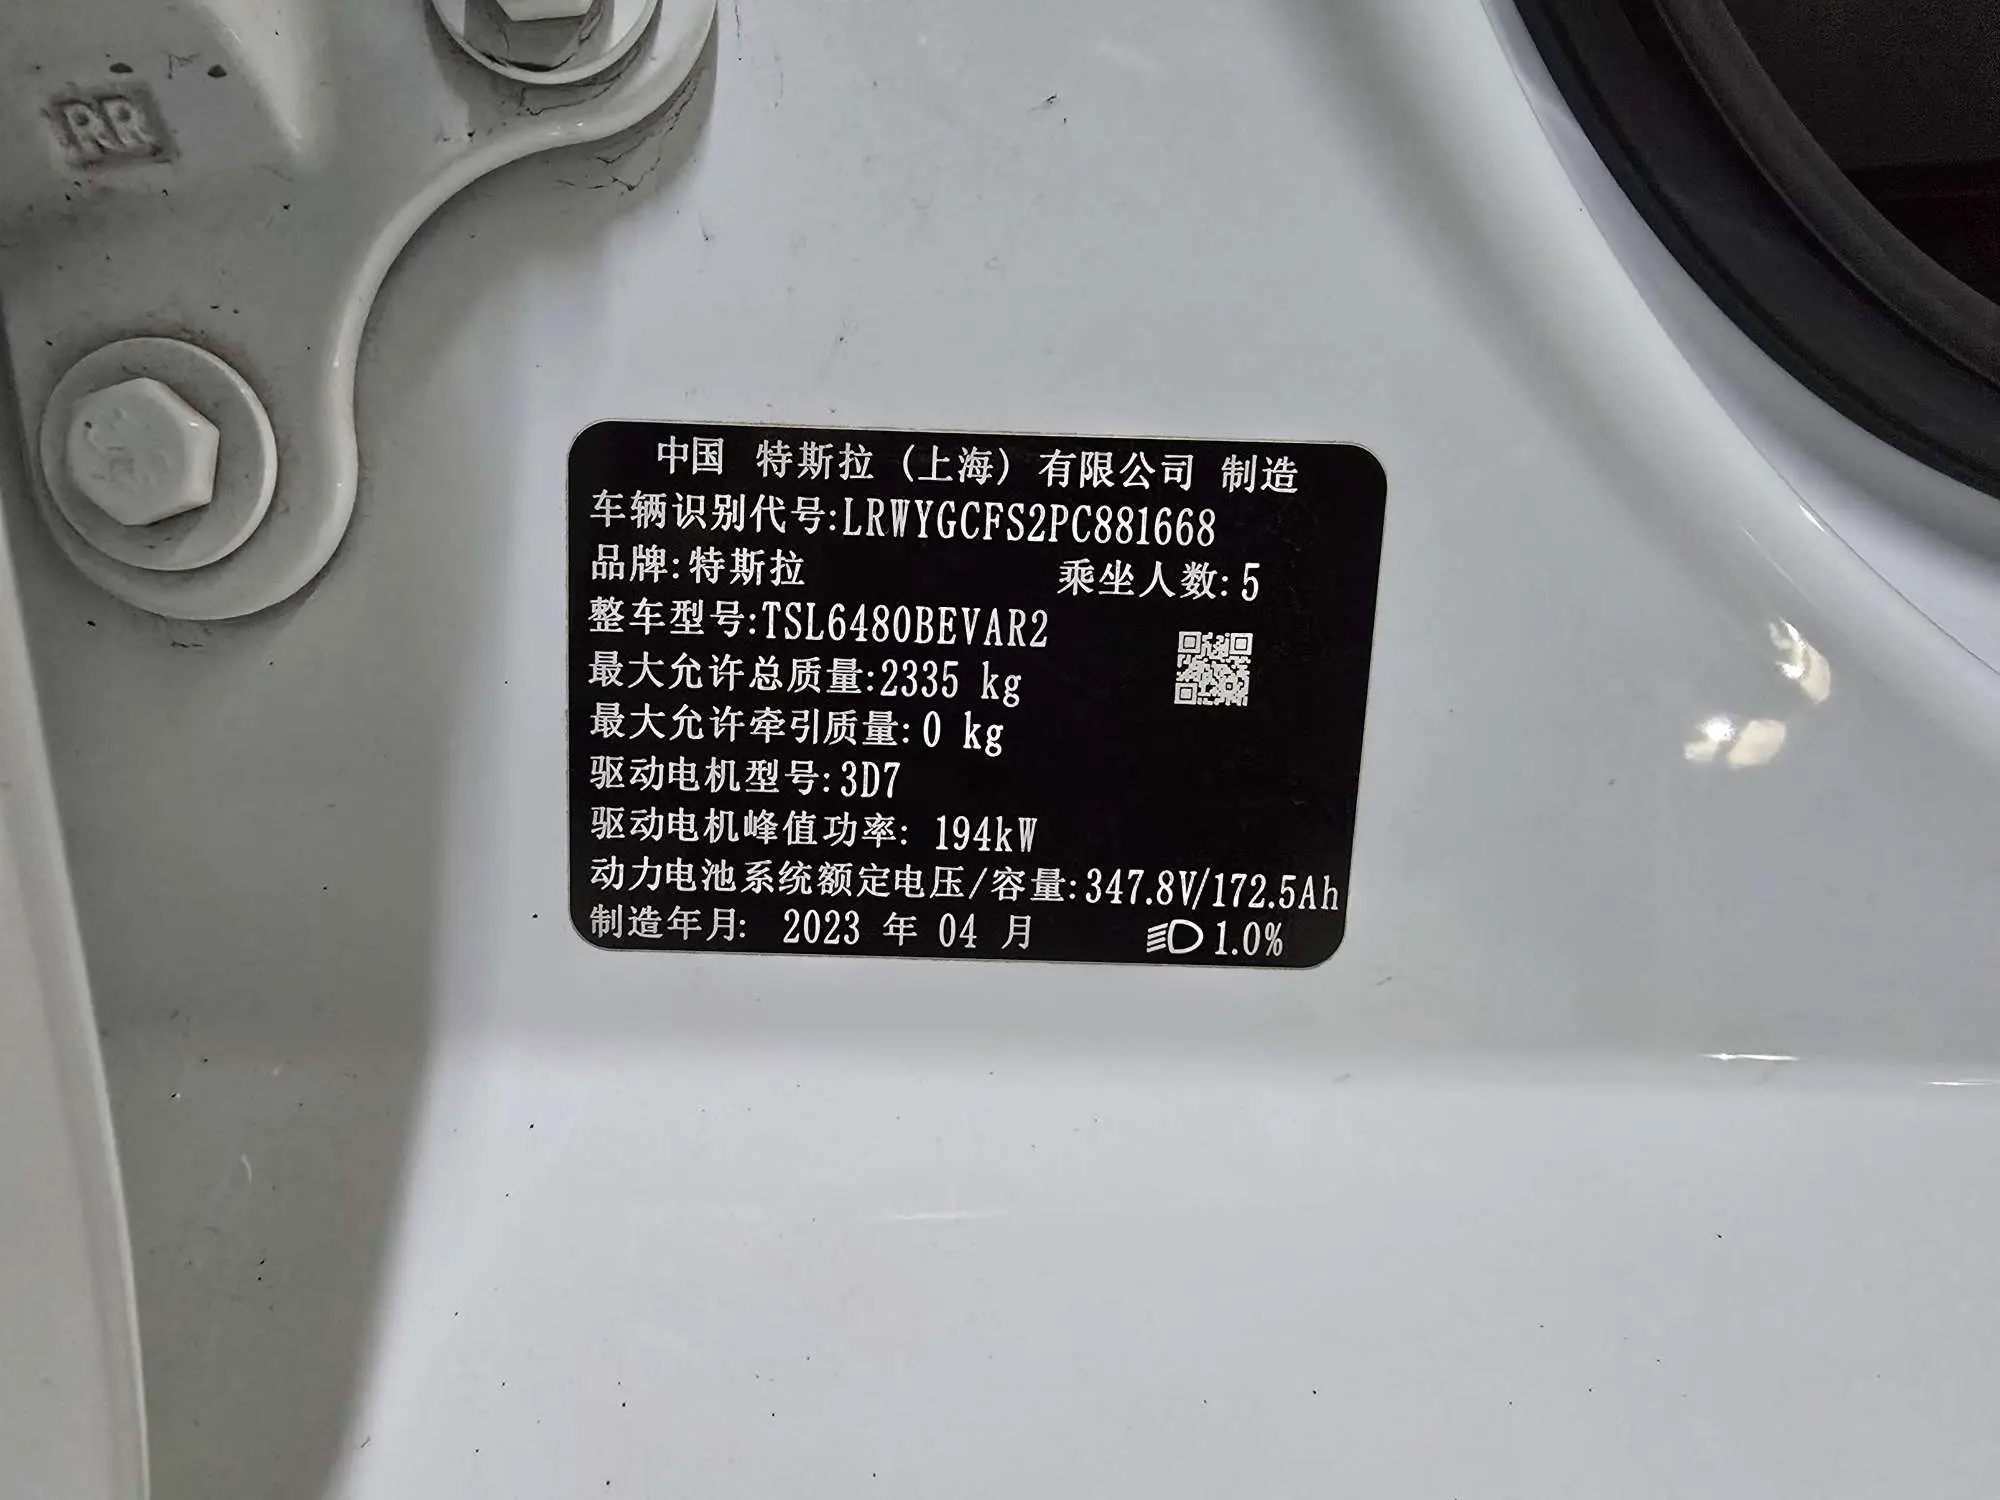 RR
中国 特斯拉（上海）有限公司 制造
车辆识别代号:LRWYGCFS2PC881668
品牌:特斯拉 乘坐人数:5
整车型号:TSL6480BEVAR2
最大允许总质量:2335 kg
最大允许牵引质量:0 kg
驱动电机型号:3D7
驱动电机峰值功率: 194kW
动力电池系统额定电压/容量:347.8V/172.5Ah
制造年月: 2023 年 04 月 1.0%